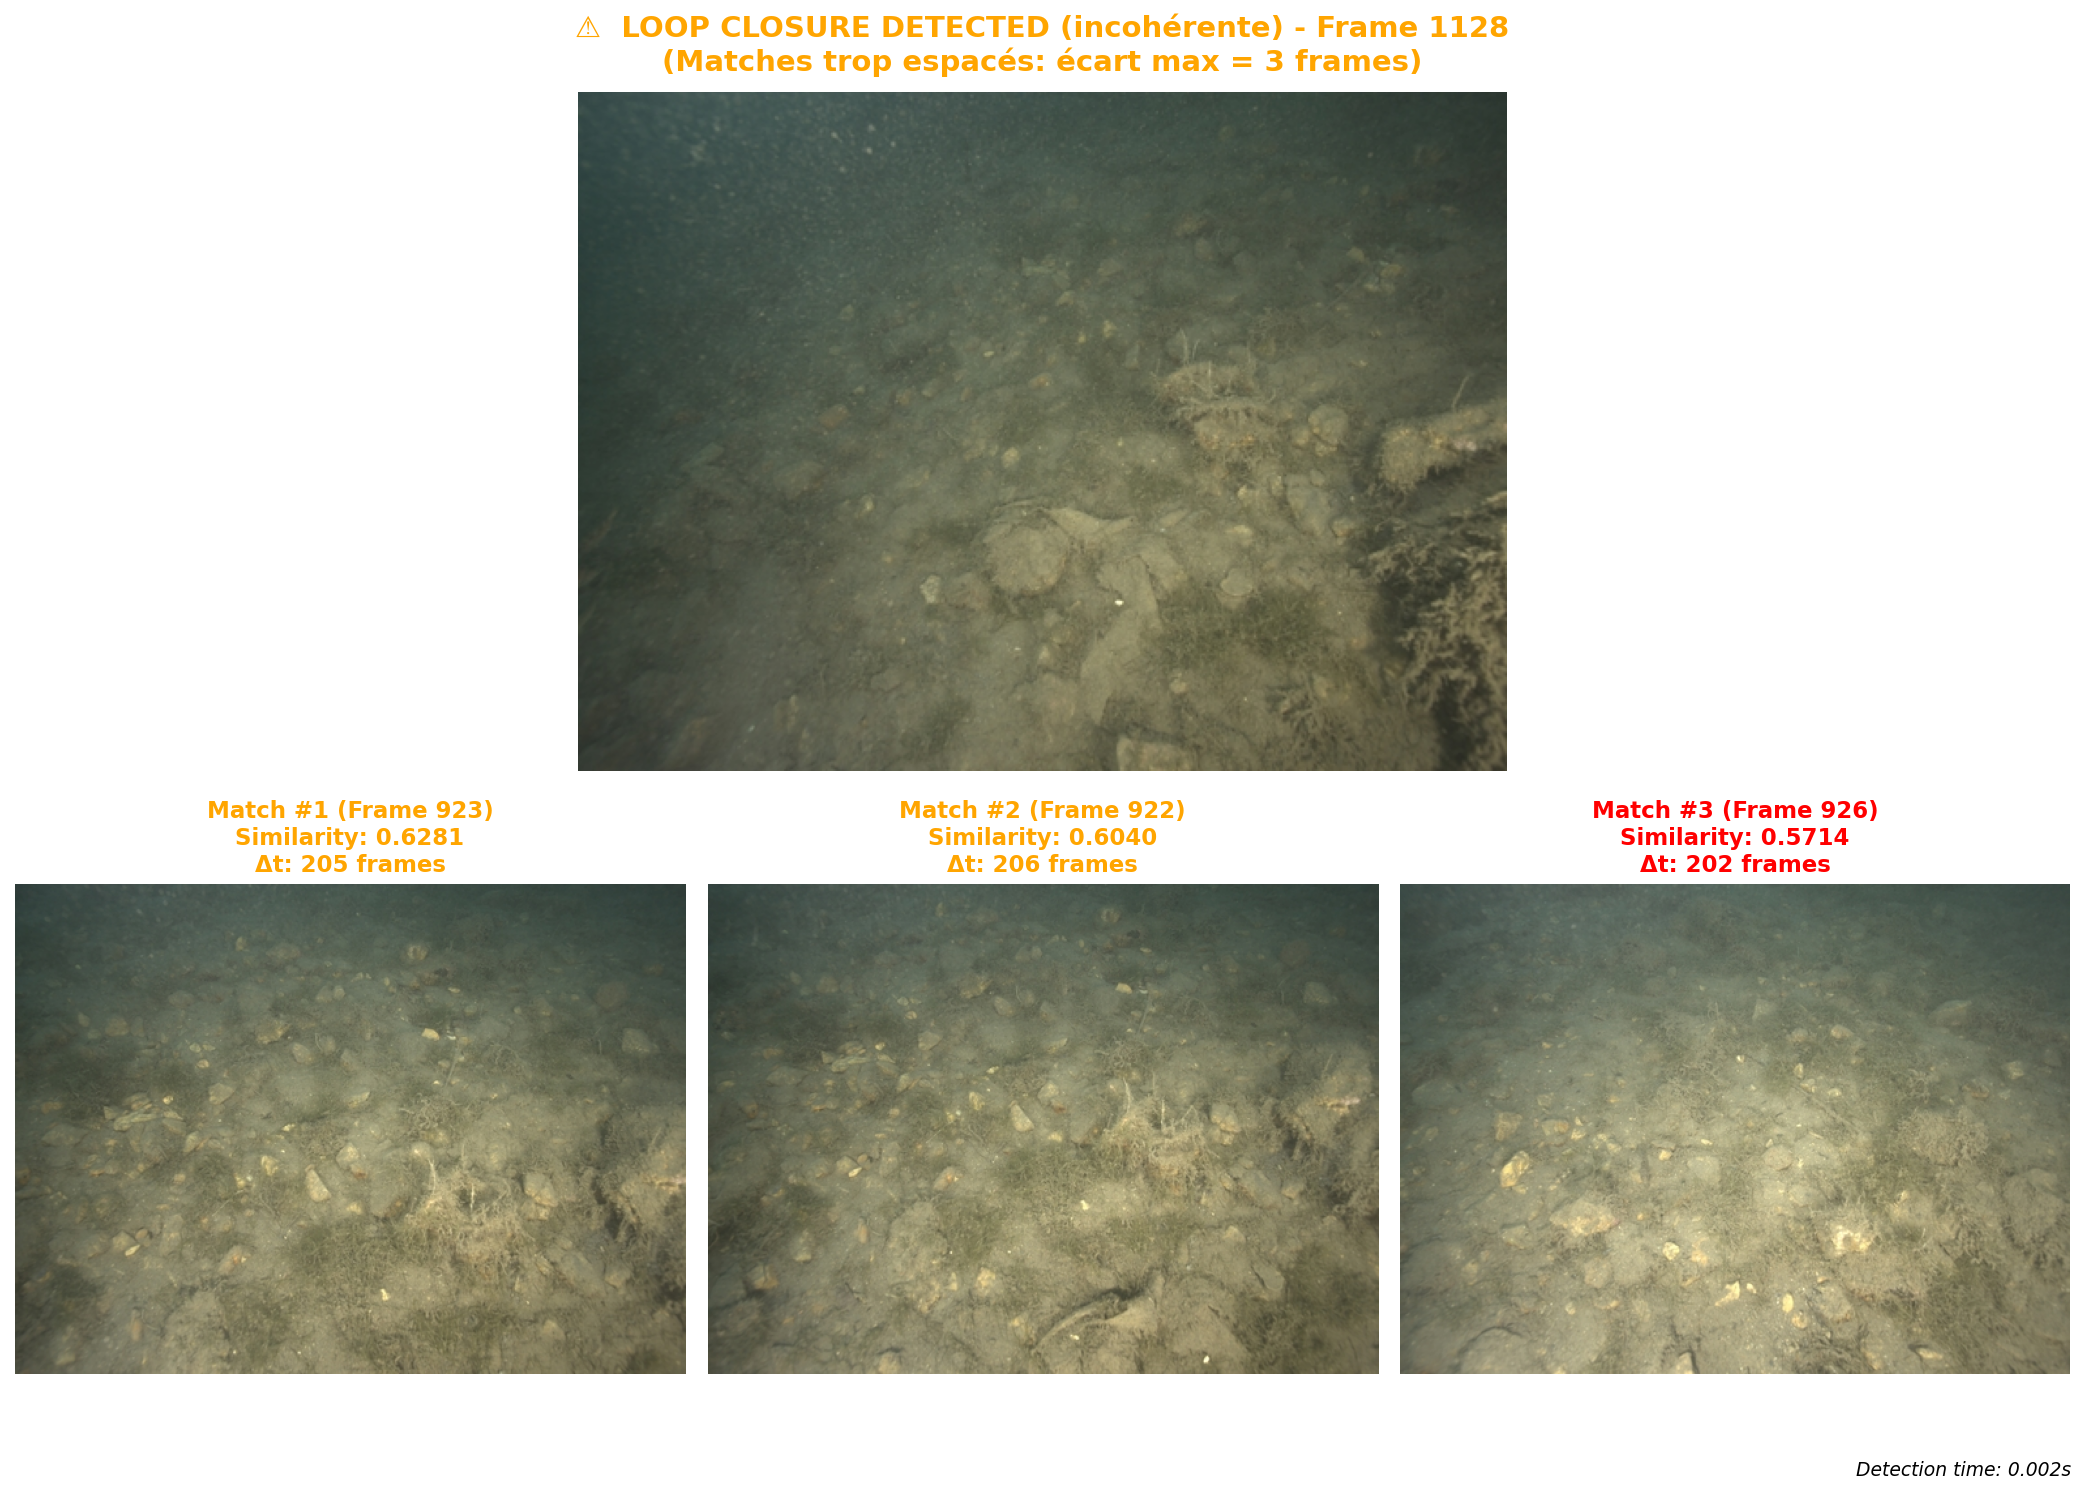 ⚠ LOOP CLOSURE DETECTED (incohérente) - Frame 1128
(Matches trop espacés: écart max = 3 frames)
Match #1 (Frame 923)
Similarity: 0.6281
Δt: 205 frames
Match #2 (Frame 922)
Similarity: 0.6040
Δt: 206 frames
Match #3 (Frame 926)
Similarity: 0.5714
Δt: 202 frames
Detection time: 0.002s